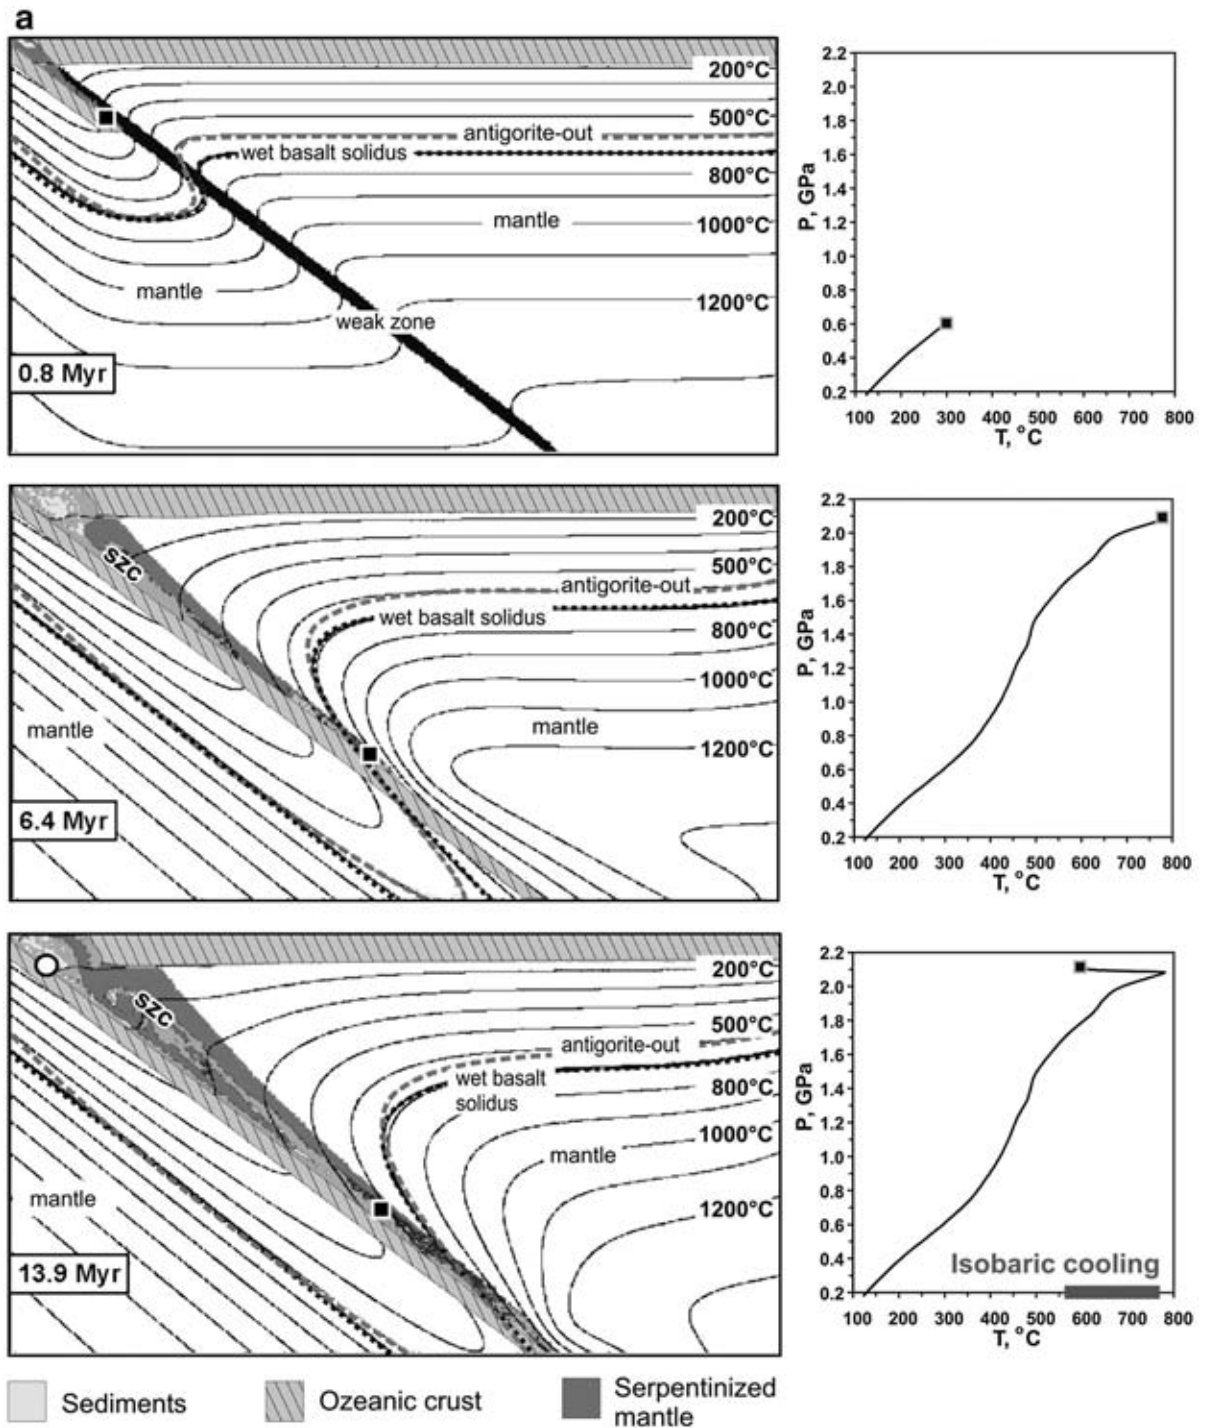 a
200°C
500°C
antigorite-out
wet basalt solidus
800°C
mantle
1000°C
mantle
1200°C
weak zone
0.8 Myr
2.2
2.0
1.8
1.6
1.4
1.2
1.0
0.8
0.6
0.4
0.2
P, GPa
100 200 300 400 500 600 700 800
T, °C
200°C
szc
500°C
antigorite-out
wet basalt solidus
800°C
1000°C
mantle
mantle
1200°C
6.4 Myr
2.2
2.0
1.8
1.6
1.4
1.2
1.0
0.8
0.6
0.4
0.2
P, GPa
100 200 300 400 500 600 700 800
T, °C
200°C
szc
500°C
antigorite-out
wet basalt
solidus
800°C
1000°C
mantle
mantle
1200°C
13.9 Myr
2.2
2.0
1.8
1.6
1.4
1.2
1.0
0.8
0.6
0.4
0.2
P, GPa
Isobaric cooling
100 200 300 400 500 600 700 800
T, °C
Sediments
Ozeanic crust
Serpentinized
mantle